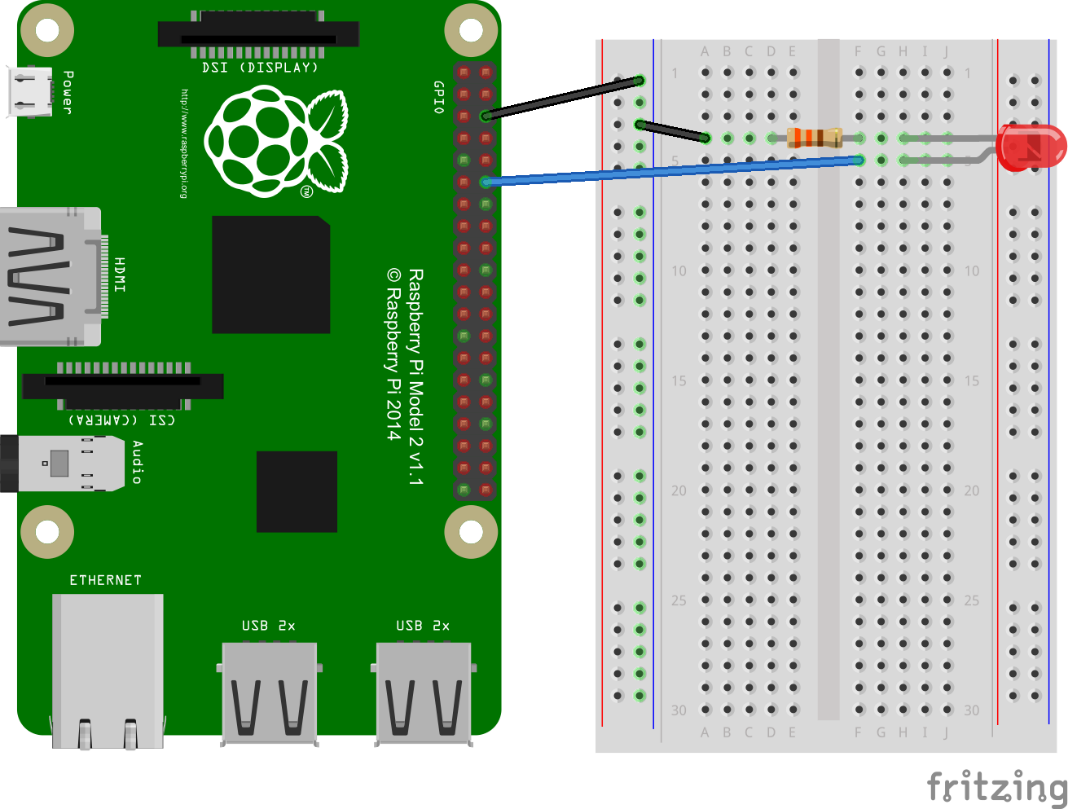 DSI (DISPLAY)
Power
http://www.raspberrypi.org
TM
GPIO
HDMI
Raspberry Pi Model 2 v1.1
© Raspberry Pi 2014
CSI (CAMERA)
Audio
ETHERNET
USB 2x
USB 2x
A B C D E F G H I J
1 1
5
10 10
15 15
20 20
25 25
30 30
A B C D E F G H I J
fritzing